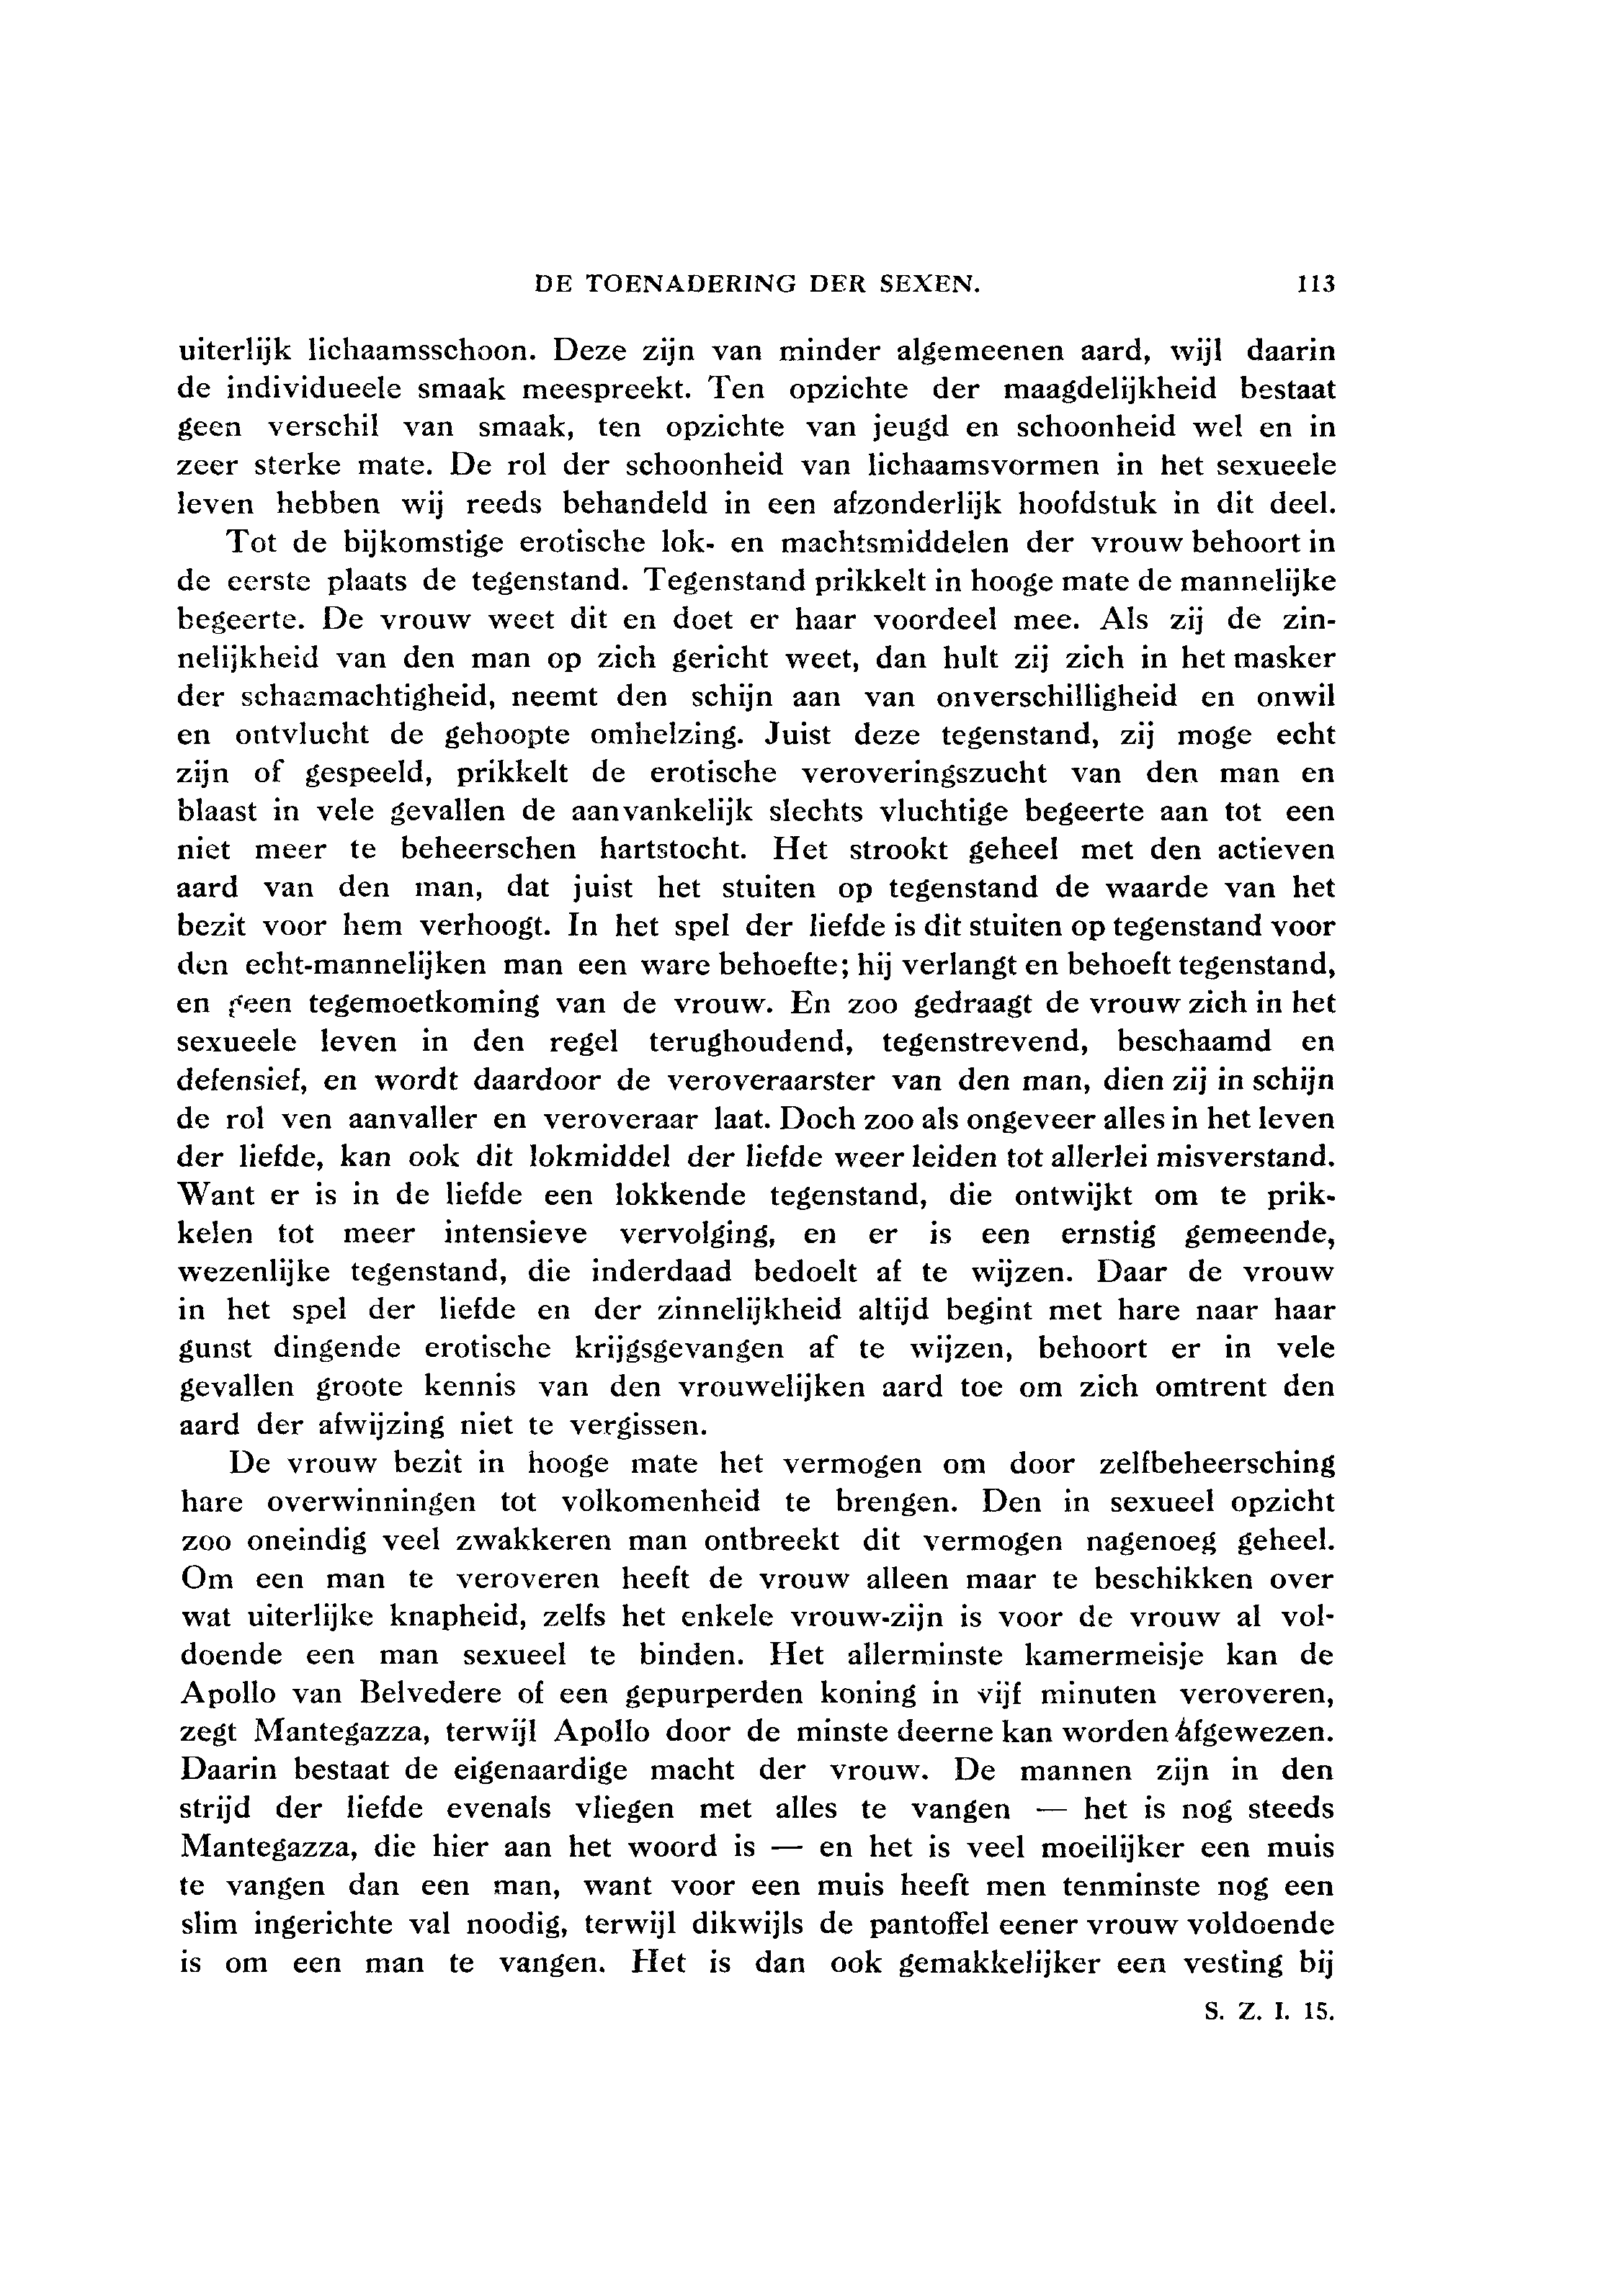 DE TOENADERING DER SEXEN. 113
uiterlijk lichaamsschoon. Deze zijn van minder algemeenen aard, wijl daarin
de individueele smaak meespreekt. Ten opzichte der maagdelijkheid bestaat
geen verschil van smaak, ten opzichte van jeugd en schoonheid wel en in
zeer sterke mate. De rol der schoonheid van lichaamsvormen in het sexueele
leven hebben wij reeds behandeld in een afzonderlijk hoofdstuk in dit deel.
Tot de bijkomstige erotische lok- en machtsmiddelen der vrouw behoort in
de eerste plaats de tegenstand. Tegenstand prikkelt in hooge mate de mannelijke
begeerte. De vrouw weet dit en doet er haar voordeel mee. Als zij de zin-
nelijkheid van den man op zich gericht weet, dan hult zij zich in het masker
der schaamachtigheid, neemt den schijn aan van onverschilligheid en onwil
en ontvlucht de gehoopte omhelzing. Juist deze tegenstand, zij moge echt
zijn of gespeeld, prikkelt de erotische veroveringszucht van den man en
blaast in vele gevallen de aanvankelijk slechts vluchtige begeerte aan tot een
niet meer te beheerschen hartstocht. Het strookt geheel met den actieven
aard van den man, dat juist het stuiten op tegenstand de waarde van het
bezit voor hem verhoogt. In het spel der liefde is dit stuiten op tegenstand voor
den echt-mannelijken man een ware behoefte; hij verlangt en behoeft tegenstand,
en geen tegemoetkoming van de vrouw. En zoo gedraagt de vrouw zich in het
sexueele leven in den regel terughoudend, tegenstrevend, beschaamd en
defensief, en wordt daardoor de veroveraarster van den man, dien zij in schijn
de rol ven aanvaller en veroveraar laat. Doch zoo als ongeveer alles in het leven
der liefde, kan ook dit lokmiddel der liefde weer leiden tot allerlei misverstand.
Want er is in de liefde een lokkende tegenstand, die ontwijkt om te prik-
kelen tot meer intensieve vervolging, en er is een ernstig gemeende,
wezenlijke tegenstand, die inderdaad bedoelt af te wijzen. Daar de vrouw
in het spel der liefde en der zinnelijkheid altijd begint met hare naar haar
gunst dingende erotische krijgsgevangen af te wijzen, behoort er in vele
gevallen groote kennis van den vrouwelijken aard toe om zich omtrent den
aard der afwijzing niet te vergissen.
De vrouw bezit in hooge mate het vermogen om door zelfbeheersching
hare overwinningen tot volkomenheid te brengen. Den in sexueel opzicht
zoo oneindig veel zwakkeren man ontbreekt dit vermogen nagenoeg geheel.
Om een man te veroveren heeft de vrouw alleen maar te beschikken over
wat uiterlijke knapheid, zelfs het enkele vrouw-zijn is voor de vrouw al vol-
doende een man sexueel te binden. Het allerminste kamermeisje kan de
Apollo van Belvedere of een gepurperden koning in vijf minuten veroveren,
zegt Mantegazza, terwijl Apollo door de minste deerne kan worden áfgewezen.
Daarin bestaat de eigenaardige macht der vrouw. De mannen zijn in den
strijd der liefde evenals vliegen met alles te vangen — het is nog steeds
Mantegazza, die hier aan het woord is — en het is veel moeilijker een muis
te vangen dan een man, want voor een muis heeft men tenminste nog een
slim ingerichte val noodig, terwijl dikwijls de pantoffel eener vrouw voldoende
is om een man te vangen. Het is dan ook gemakkelijker een vesting bij
S. Z. I. 15.